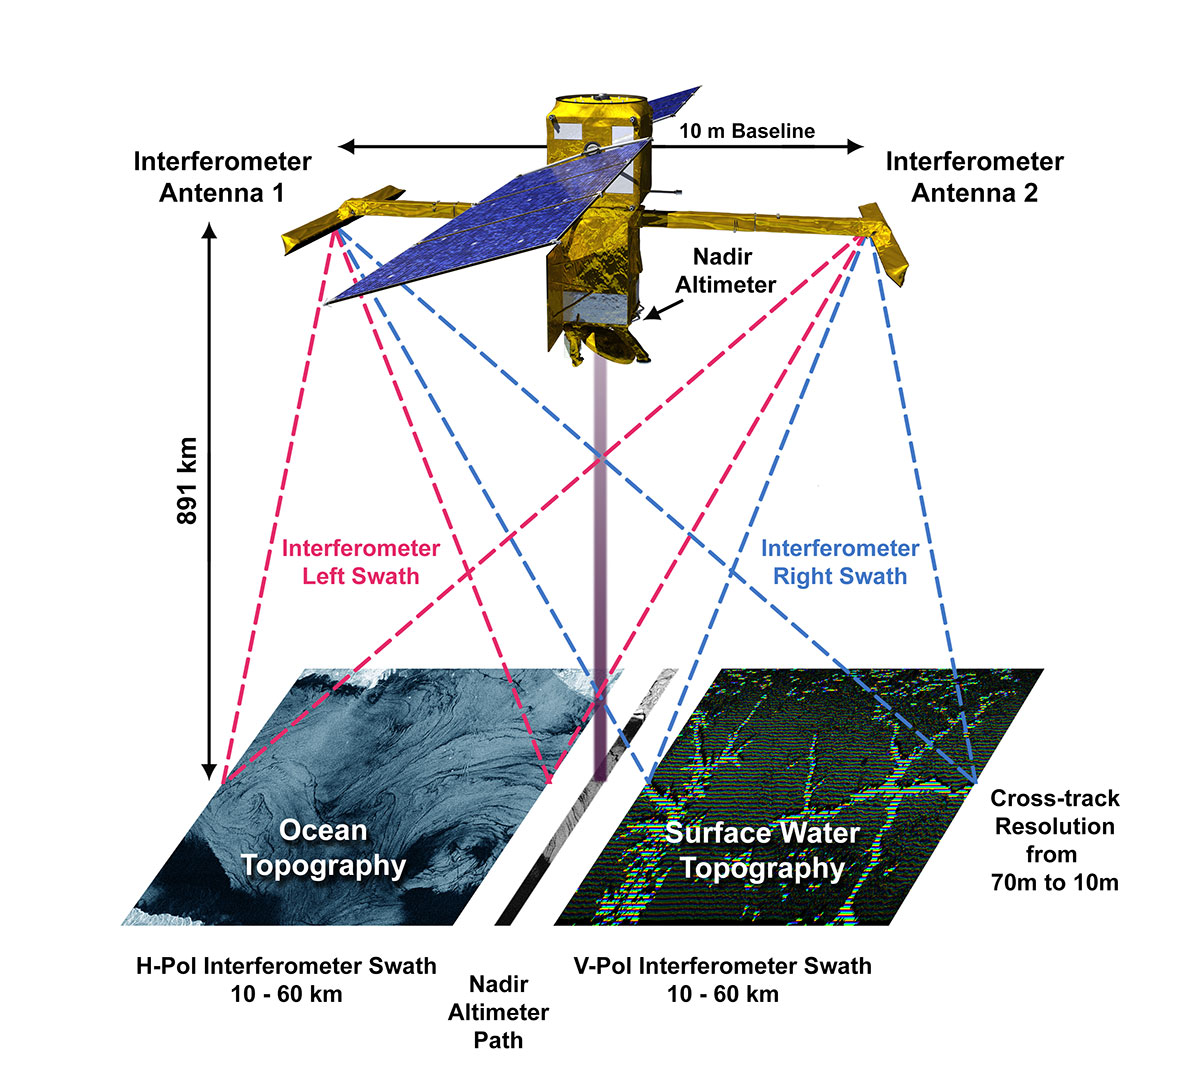 10 m Baseline
Interferometer
Antenna 1
Interferometer
Antenna 2
Nadir
Altimeter
891 km
Interferometer
Left Swath
Interferometer
Right Swath
Ocean
Topography
Surface Water
Topography
Cross-track
Resolution
from
70m to 10m
H-Pol Interferometer Swath
10 - 60 km
Nadir
Altimeter
Path
V-Pol Interferometer Swath
10 - 60 km